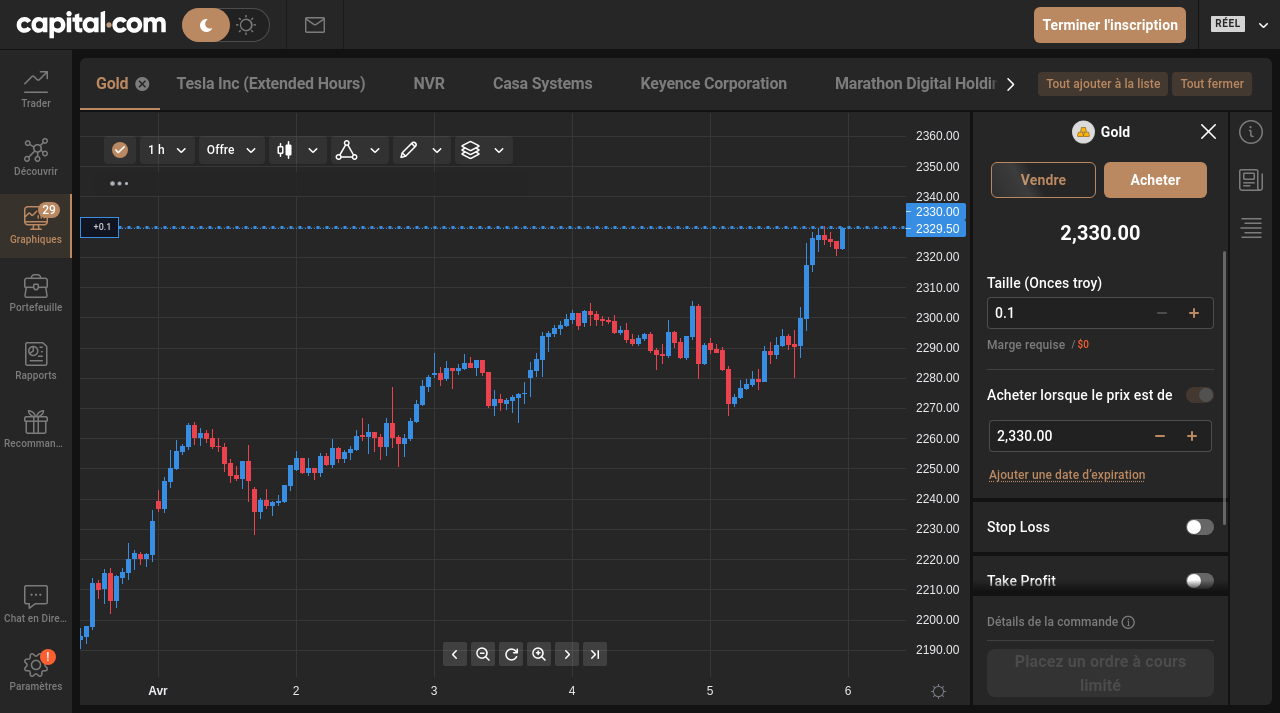 capital.com
Terminer l'inscription
RÉEL
Trader
Découvrir
29
Graphiques
Portefeuille
Rapports
Recomman...
Chat en Dire...
!
Paramètres
Gold
Tesla Inc (Extended Hours)
NVR
Casa Systems
Keyence Corporation
Marathon Digital Holdin
Tout ajouter à la liste
Tout fermer
1 h
Offre
+0.1
2360.00
2350.00
2340.00
2330.00
2329.50
2320.00
2310.00
2300.00
2290.00
2280.00
2270.00
2260.00
2250.00
2240.00
2230.00
2220.00
2210.00
2200.00
2190.00
Avr
2
3
4
5
6
Gold
Vendre
Acheter
2,330.00
Taille (Onces troy)
0.1
Marge requise / $0
Acheter lorsque le prix est de
2,330.00
Ajouter une date d'expiration
Stop Loss
Take Profit
Détails de la commande
Placez un ordre à cours
limité